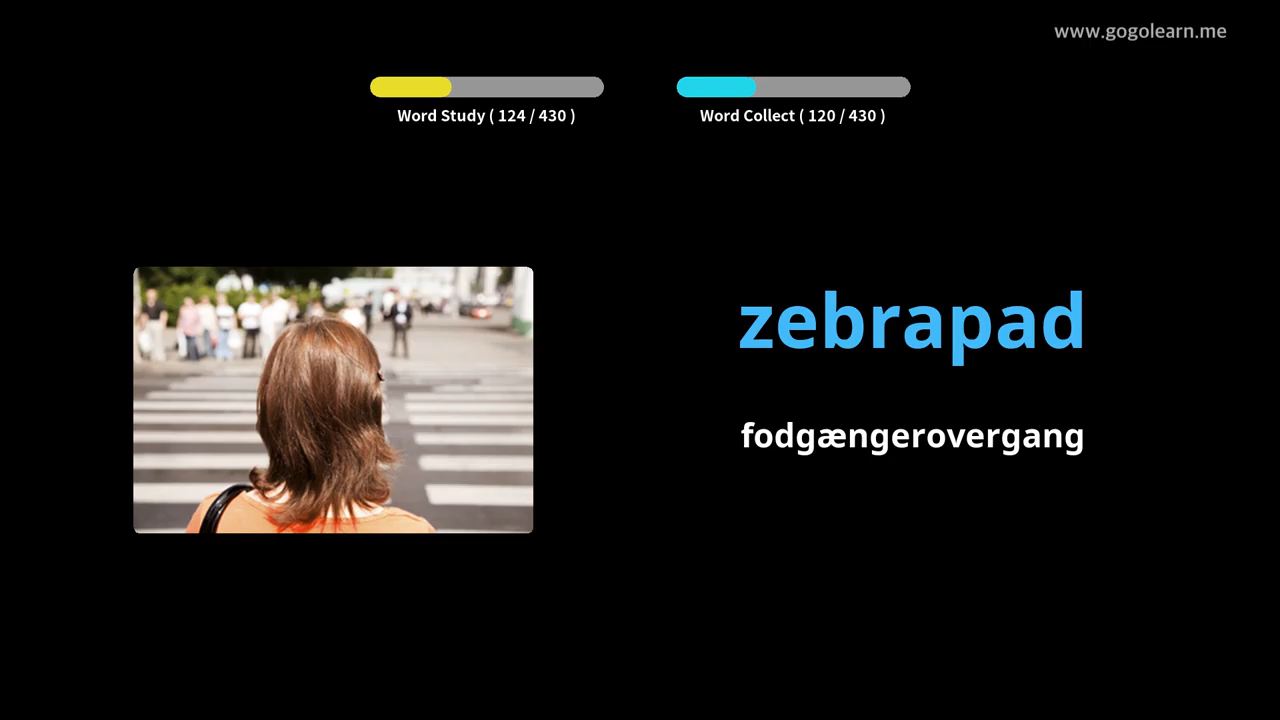 www.gogolearn.me
Word Study ( 124 / 430 )
Word Collect ( 120 / 430 )
zebrapad
fodgængerovergang